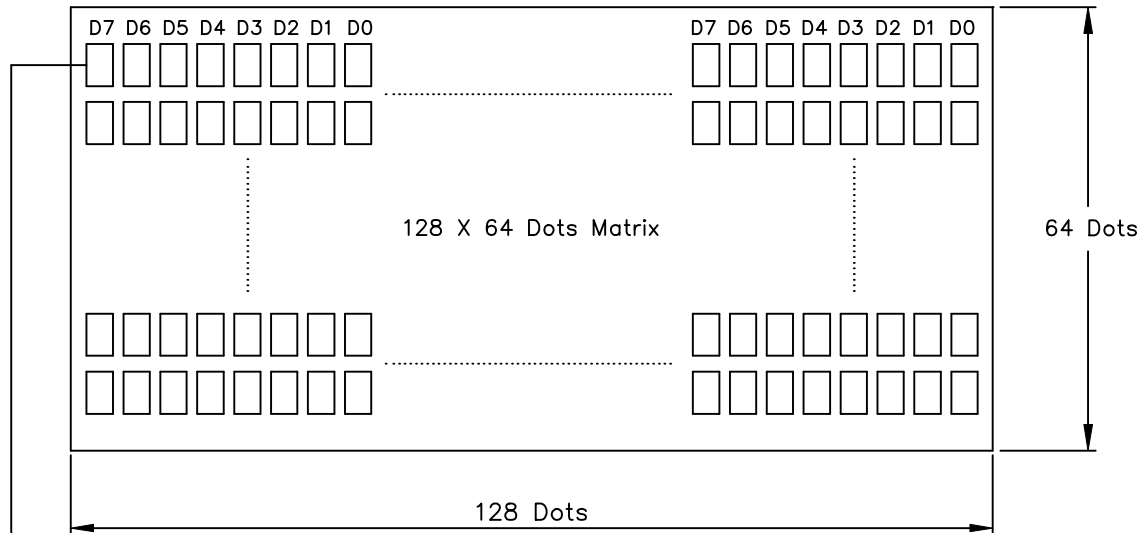 D7 D6 D5 D4 D3 D2 D1 D0 D7 D6 D5 D4 D3 D2 D1 D0
128 X 64 Dots Matrix
64 Dots
128 Dots